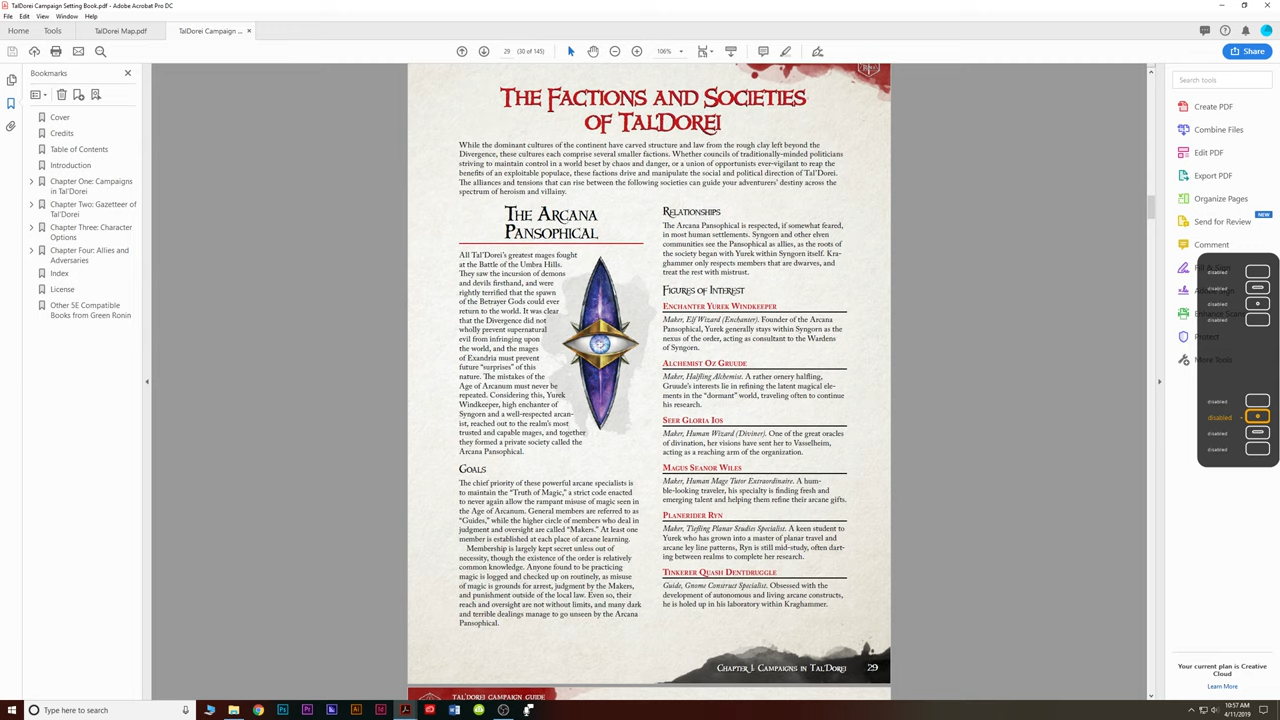 TalDorei Campaign Setting Book.pdf - Adobe Acrobat Pro DC
File Edit View Window Help
Home Tools TalDorei Map.pdf TalDorei Campaign ... ×
29 (30 of 145) 106% Share
Bookmarks
Cover
Credits
Table of Contents
Introduction
Chapter One: Campaigns
in Tal'Dorei
Chapter Two: Gazetteer of
Tal'Dorei
Chapter Three: Character
Options
Chapter Four: Allies and
Adversaries
Index
License
Other 5E Compatible
Books from Green Ronin
The Factions and Societies
of Tal'Dorei
While the dominant cultures of the continent have carved structure and law from the rough clay left beyond the
Divergence, these cultures each comprise several smaller factions. Whether councils of traditionally-minded politicians
striving to maintain control in a world beset by chaos and danger, or a union of opportunists ever-vigilant to reap the
benefits of an exploitable populace, these factions drive and manipulate the social and political direction of Tal'Dorei.
The alliances and tensions that can rise between the following societies can guide your adventurers' destiny across the
spectrum of heroism and villainy.
The Arcana
Pansophical
All Tal'Dorei's greatest mages fought
at the Battle of the Umbra Hills.
They saw the incursion of demons
and devils firsthand, and were
rightly terrified that the spawn
of the Betrayer Gods could ever
return to the world. It was clear
that the Divergence did not
wholly prevent supernatural
evil from infringing upon
the world, and the mages
of Exandria must prevent
future “surprises” of this
nature. The mistakes of the
Age of Arcanum must never be
repeated. Considering this, Yurek
Windkeeper, high enchanter of
Syngorn and a well-respected arcan-
ist, reached out to the realm's most
trusted and capable mages, and together
they formed a private society called the
Arcana Pansophical.
Goals
The chief priority of these powerful arcane specialists is
to maintain the “Truth of Magic,” a strict code enacted
to never again allow the rampant misuse of magic seen in
the Age of Arcanum. General members are referred to as
“Guides,” while the higher circle of members who deal in
judgment and oversight are called “Makers.” At least one
member is established at each place of arcane learning.
Membership is largely kept secret unless out of
necessity, though the existence of the order is relatively
common knowledge. Anyone found to be practicing
magic is logged and checked up on routinely, as misuse
of magic is grounds for arrest, judgment by the Makers,
and punishment outside of the local law. Even so, their
reach and oversight are not without limits, and many dark
and terrible dealings manage to go unseen by the Arcana
Pansophical.
Relationships
The Arcana Pansophical is respected, if somewhat feared,
in most human settlements. Syngorn and other elven
communities see the Pansophical as allies, as the roots of
the society began with Yurek within Syngorn itself. Kra-
ghammer only respects members that are dwarves, and
treat the rest with mistrust.
Figures of Interest
Enchanter Yurek Windkeeper
Maker, Elf Wizard (Enchanter). Founder of the Arcana
Pansophical, Yurek generally stays within Syngorn as the
nexus of the order, acting as consultant to the Wardens
of Syngorn.
Alchemist Oz Gruude
Maker, Halfling Alchemist. A rather ornery halfling,
Gruude's interests lie in refining the latent magical ele-
ments in the “dormant” world, traveling often to continue
his research.
Seer Gloria Ios
Maker, Human Wizard (Diviner). One of the great oracles
of divination, her visions have sent her to Vasselheim,
acting as a reaching arm of the organization.
Magus Seanor Wiles
Maker, Human Mage Tutor Extraordinaire. A hum-
ble-looking traveler, his specialty is finding fresh and
emerging talent and helping them refine their arcane gifts.
Planerider Ryn
Maker, Tiefling Planar Studies Specialist. A keen student to
Yurek who has grown into a master of planar travel and
arcane ley line patterns, Ryn is still mid-study, often dart-
ing between realms to complete her research.
Tinkerer Quash Dentdruggle
Guide, Gnome Construct Specialist. Obsessed with the
development of autonomous and living arcane constructs,
he is holed up in his laboratory within Kraghammer.
Chapter 1: Campaigns in Tal'Dorei 29
TAL'DOREI CAMPAIGN GUIDE
Search tools
Create PDF
Combine Files
Edit PDF
Export PDF
Organize Pages
Send for Review NEW
Comment
Protect
More Tools
disabled
disabled
disabled
disabled
disabled
disabled
disabled
disabled
Your current plan is Creative
Cloud
Learn More
Type here to search
10:57 AM
4/11/2019